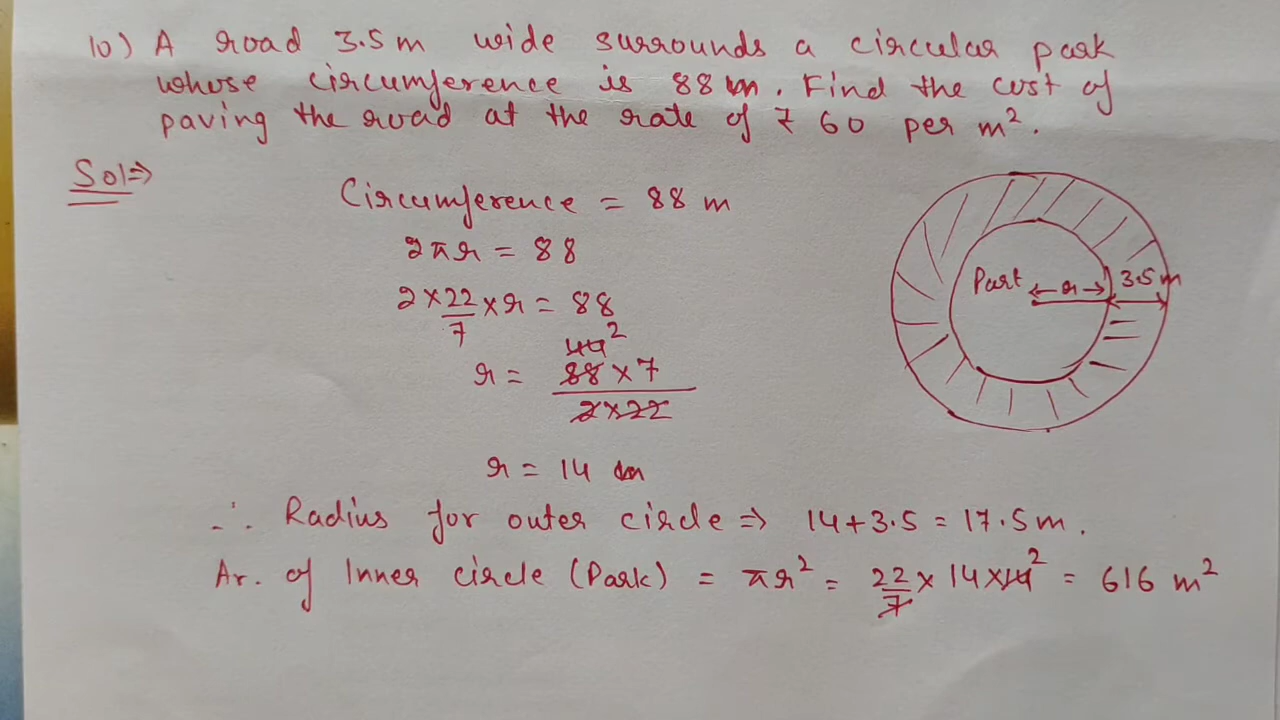 10) A road 3.5 m wide surrounds a circular park
whose circumference is 88 m. Find the cost of
paving the road at the rate of ₹ 60 per m².
Sol⇒
Circumference = 88 m
2πr = 88
2 × 22/7 × r = 88
44 2
r = 88 × 7 / 2×22
r = 14 m
∴ Radius for outer circle ⇒ 14+3.5 = 17.5 m.
Ar. of Inner circle (Park) = πr² = 22/7 × 14 × 14 2 = 616 m²
Park r 3.5 m